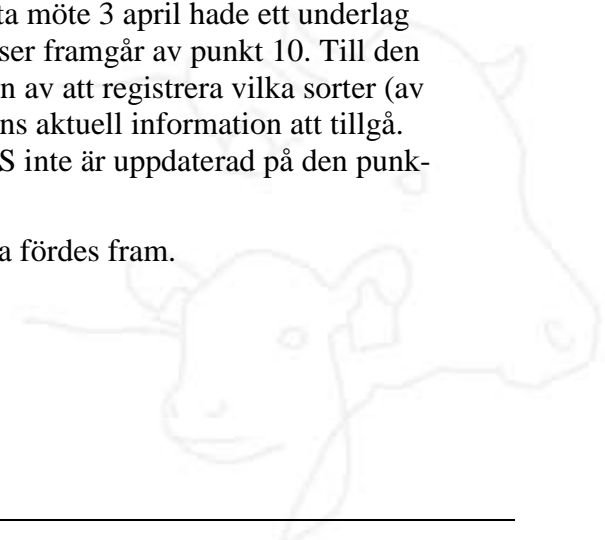 ta möte 3 april hade ett underlag
ser framgår av punkt 10. Till den
n av att registrera vilka sorter (av
ns aktuell information att tillgå.
S inte är uppdaterad på den punk-
a fördes fram.